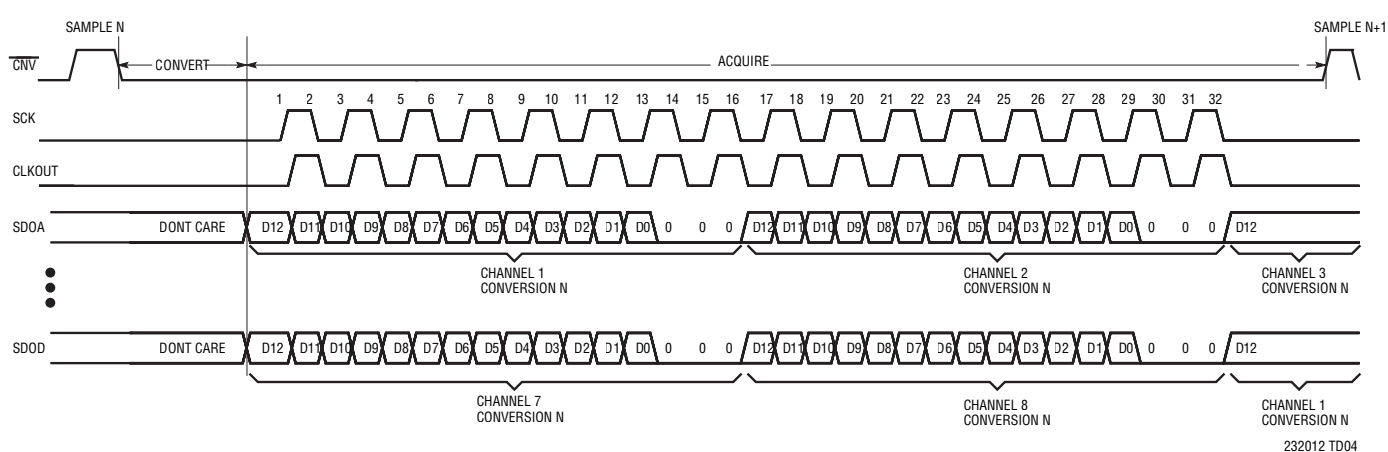 SAMPLE N
SAMPLE N+1
CNV
CONVERT
ACQUIRE
1 2 3 4 5 6 7 8 9 10 11 12 13 14 15 16 17 18 19 20 21 22 23 24 25 26 27 28 29 30 31 32
SCK
CLKOUT
SDOA DONT CARE D12 D11 D10 D9 D8 D7 D6 D5 D4 D3 D2 D1 D0 0 0 0 D12 D11 D10 D9 D8 D7 D6 D5 D4 D3 D2 D1 D0 0 0 0 D12
CHANNEL 1
CONVERSION N
CHANNEL 2
CONVERSION N
CHANNEL 3
CONVERSION N
SDOD DONT CARE D12 D11 D10 D9 D8 D7 D6 D5 D4 D3 D2 D1 D0 0 0 0 D12 D11 D10 D9 D8 D7 D6 D5 D4 D3 D2 D1 D0 0 0 0 D12
CHANNEL 7
CONVERSION N
CHANNEL 8
CONVERSION N
CHANNEL 1
CONVERSION N
232012 TD04